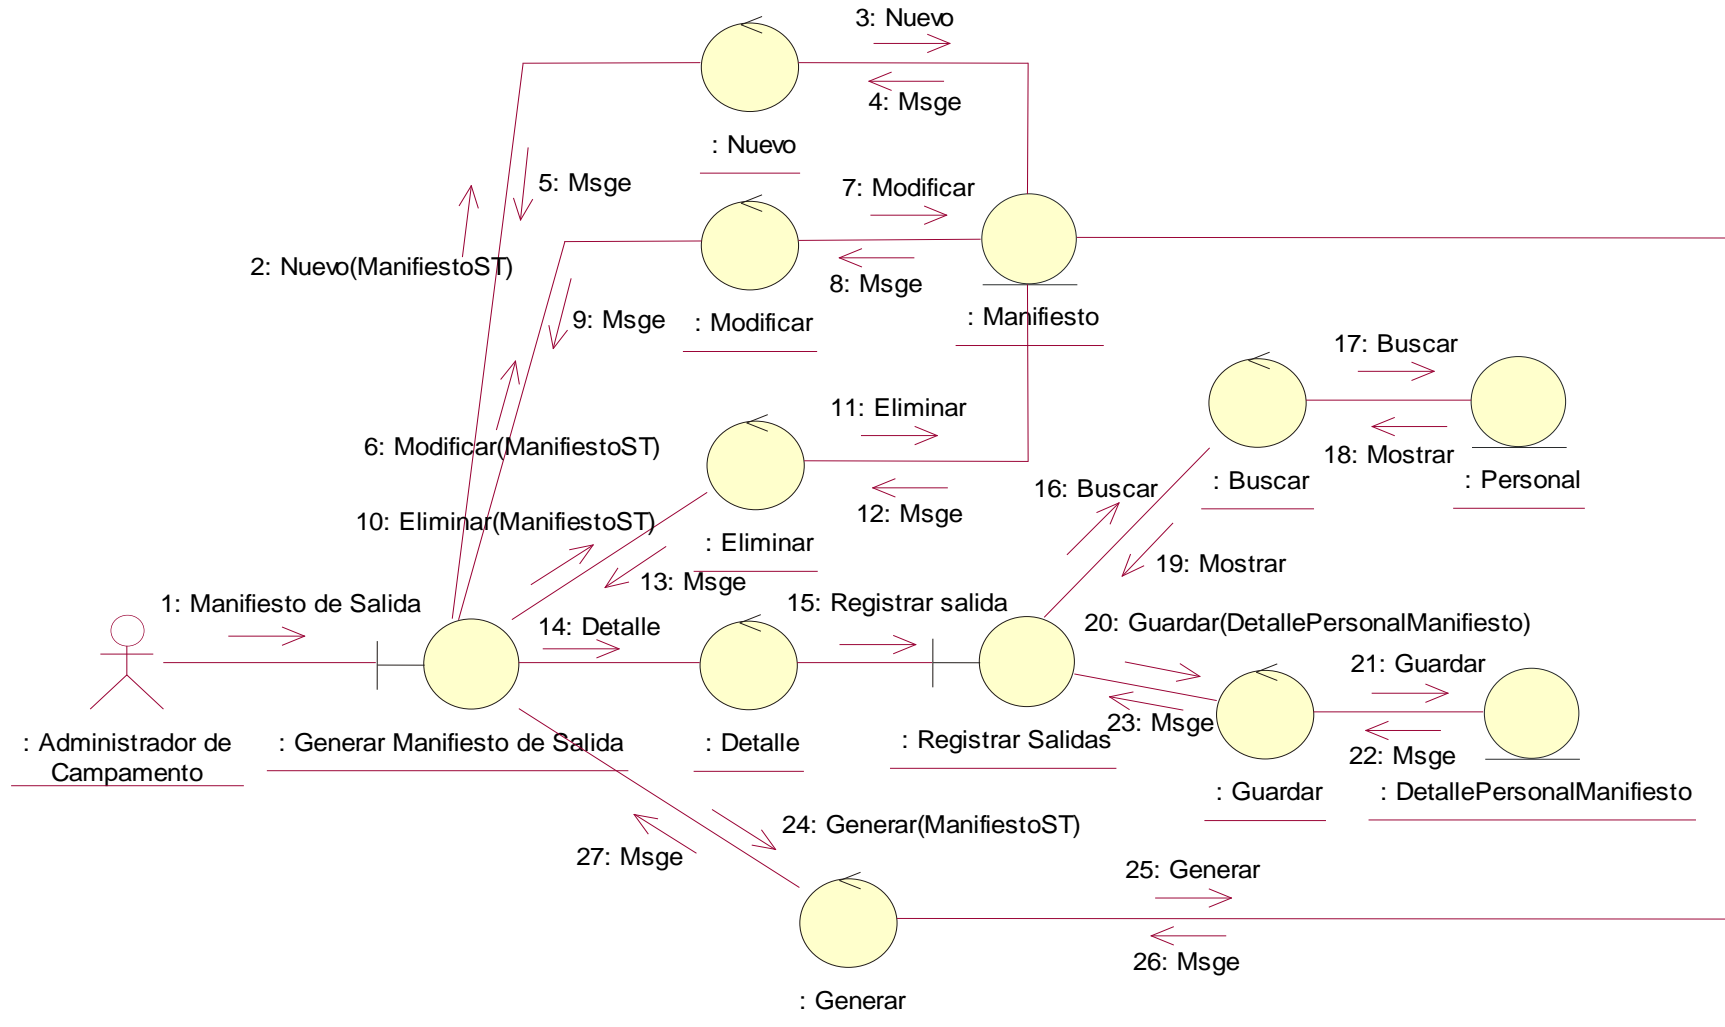 3: Nuevo
4: Msge
: Nuevo
5: Msge
7: Modificar
2: Nuevo(ManifiestoST)
8: Msge
9: Msge
: Modificar
: Manifiesto
17: Buscar
11: Eliminar
6: Modificar(ManifiestoST)
18: Mostrar
16: Buscar
: Buscar
: Personal
10: Eliminar(ManifiestoST)
12: Msge
: Eliminar
19: Mostrar
13: Msge
1: Manifiesto de Salida
15: Registrar salida
14: Detalle
20: Guardar(DetallePersonalManifiesto)
21: Guardar
23: Msge
: Administrador de
Campamento
: Generar Manifiesto de Salida
: Detalle
: Registrar Salidas
22: Msge
: Guardar
: DetallePersonalManifiesto
24: Generar(ManifiestoST)
27: Msge
25: Generar
26: Msge
: Generar